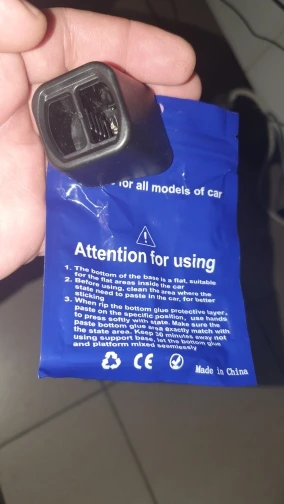 for all models of car
Attention for using
1. The bottom of the base is a flat, suitable
for the flat areas inside the car
2. Before using, clean the area where the
state need to paste in the car, for better
sticking
3. When rip the bottom glue protective layer,
paste on the specific position, use hands
to press softly with state. Make sure the
paste bottom glue area exactly match with
the state area. Keep 30 minutes away not
using support base, let the bottom glue
and platform mixed seamlessly
CE
Made in China